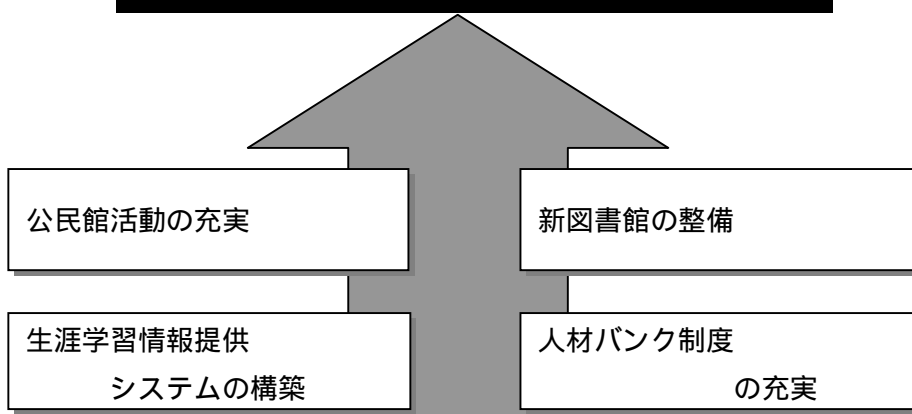 公民館活動の充実
新図書館の整備
生涯学習情報提供
システムの構築
人材バンク制度
の充実